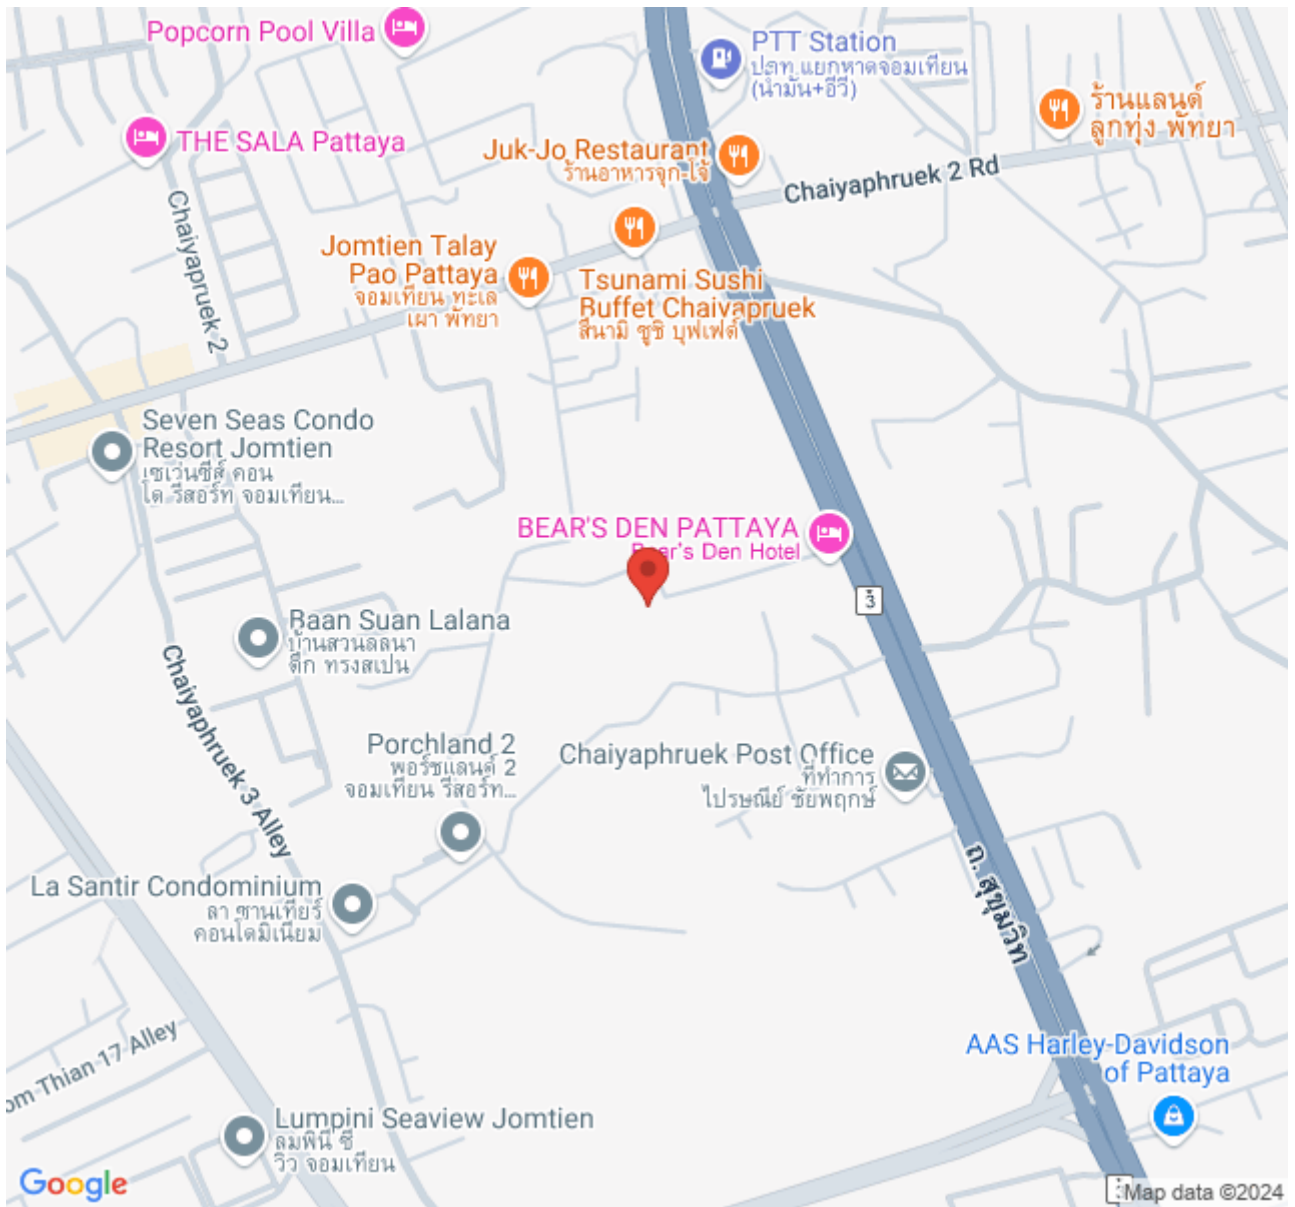 Popcorn Pool Villa
PTT Station
ปตท.แยกหาดจอมเทียน
(น้ำมัน+อีวี)
ร้านแลนด์
ลูกทุ่ง พัทยา
THE SALA Pattaya
Juk-Jo Restaurant
ร้านอาหารจุก-โจ้
Chaiyaphruek 2 Rd
Chaiyapruek 2
Jomtien Talay
Pao Pattaya
จอมเทียน ทะเล
เผา พัทยา
Tsunami Sushi
Buffet Chaiyapruek
สึนามิ ซูชิ บุฟเฟ่ต์
Seven Seas Condo
Resort Jomtien
เซเว่นซีส์ คอน
โด รีสอร์ท จอมเทียน...
BEAR'S DEN PATTAYA
Bear's Den Hotel
3
Baan Suan Lalana
บ้านสวนลลนา
ตึก ทรงสเปน
Chaiyaphruek 3 Alley
Porchland 2
พอร์ชแลนด์ 2
จอมเทียน รีสอร์ท...
Chaiyaphruek Post Office
ที่ทำการ
ไปรษณีย์ ชัยพฤกษ์
La Santir Condominium
ลา ซานเทียร์
คอนโดมิเนียม
ถ. สุขุมวิท
om Thian 17 Alley
AAS Harley-Davidson
of Pattaya
Lumpini Seaview Jomtien
ลุมพินี ซี
วิว จอมเทียน
Google
Map data ©2024